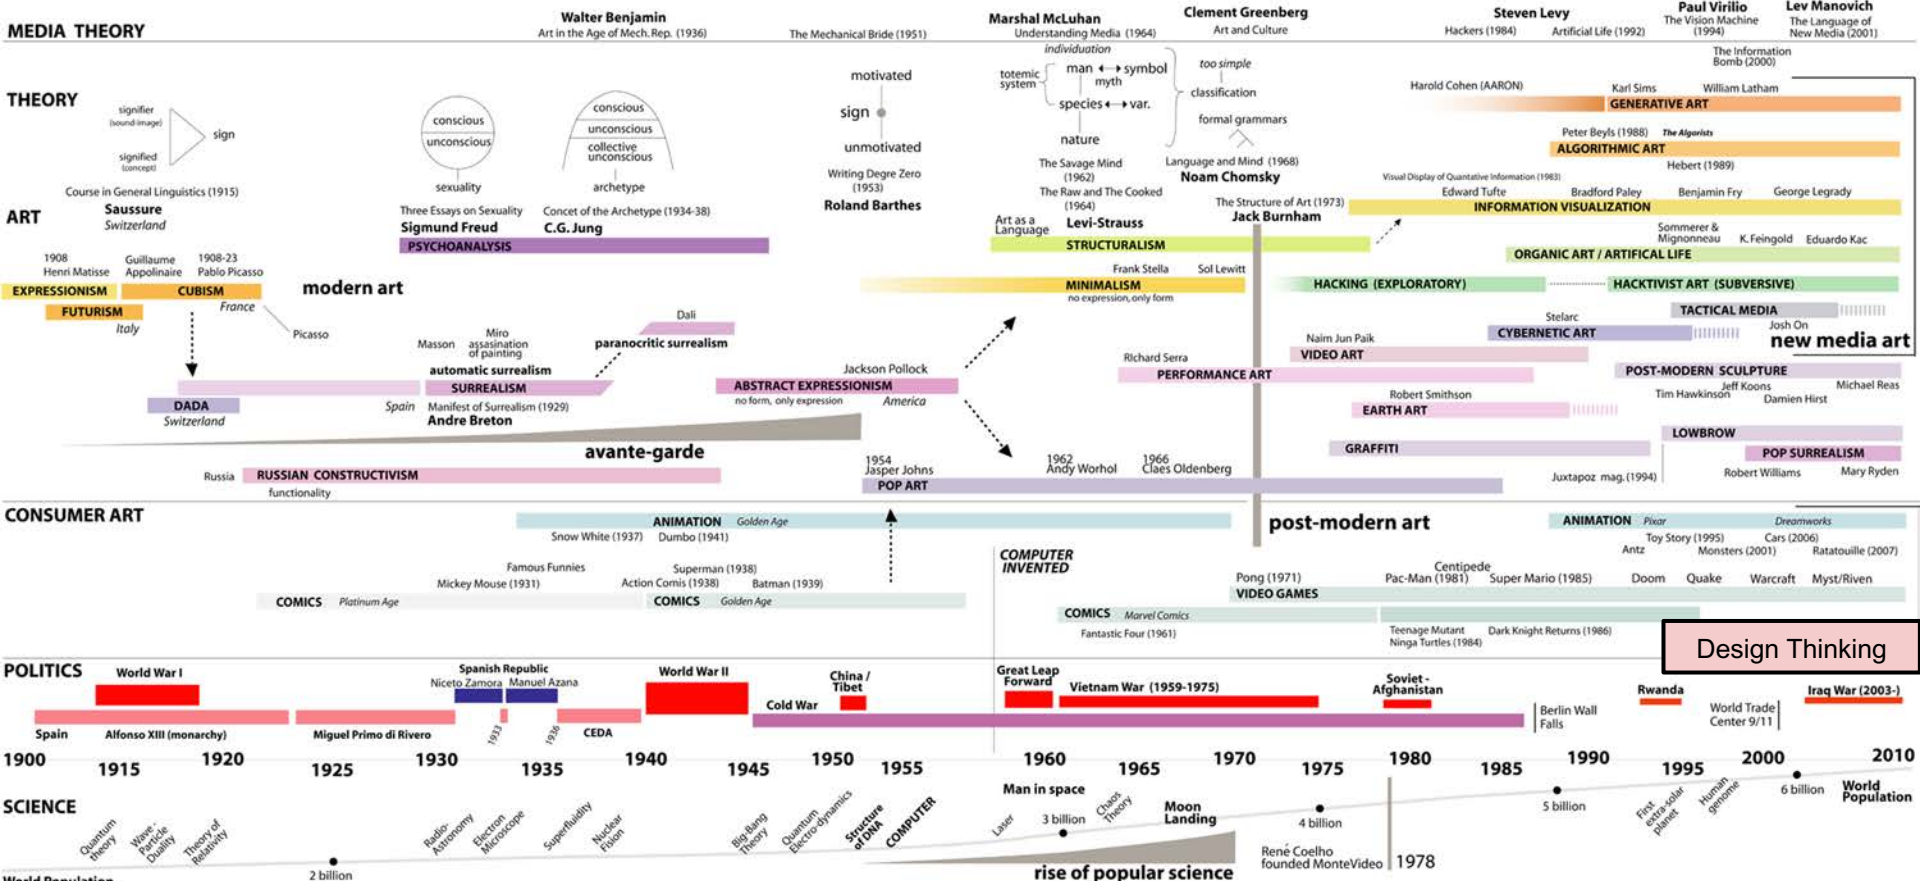 MEDIA THEORY
Walter Benjamin
Art in the Age of Mech. Rep. (1936)
The Mechanical Bride (1951)
Marshal McLuhan
Understanding Media (1964)
Clement Greenberg
Art and Culture
Steven Levy
Hackers (1984)
Artificial Life (1992)
Paul Virilio
The Vision Machine
(1994)
The Information
Bomb (2000)
Lev Manovich
The Language of
New Media (2001)
THEORY
signifier
(sound-image)
sign
signified
(concept)
Course in General Linguistics (1915)
Saussure
Switzerland
conscious
unconscious
sexuality
Three Essays on Sexuality
Sigmund Freud
PSYCHOANALYSIS
conscious
unconscious
collective
unconscious
archetype
Concet of the Archetype (1934-38)
C.G. Jung
motivated
sign
unmotivated
Writing Degre Zero
(1953)
Roland Barthes
individuation
totemic
system
man
symbol
myth
species
var.
nature
The Savage Mind
(1962)
The Raw and The Cooked
(1964)
Levi-Strauss
Art as a
Language
STRUCTURALISM
too simple
classification
formal grammars
Language and Mind (1968)
Noam Chomsky
The Structure of Art (1973)
Jack Burnham
Harold Cohen (AARON)
Karl Sims
William Latham
GENERATIVE ART
Peter Beyls (1988)
The Algorists
ALGORITHMIC ART
Hebert (1989)
Visual Display of Quantative Information (1983)
Edward Tufte
Bradford Paley
Benjamin Fry
George Legrady
INFORMATION VISUALIZATION
Sommerer &
Mignonneau
K. Feingold
Eduardo Kac
ORGANIC ART / ARTIFICAL LIFE
HACKING (EXPLORATORY)
HACKTIVIST ART (SUBVERSIVE)
TACTICAL MEDIA
Josh On
Stelarc
CYBERNETIC ART
new media art
Naim Jun Paik
VIDEO ART
RIchard Serra
PERFORMANCE ART
POST-MODERN SCULPTURE
Jeff Koons
Michael Reas
Tim Hawkinson
Damien Hirst
Robert Smithson
EARTH ART
LOWBROW
GRAFFITI
POP SURREALISM
Juxtapoz mag. (1994)
Robert Williams
Mary Ryden
ART
1908
Henri Matisse
Guillaume
Appolinaire
1908-23
Pablo Picasso
EXPRESSIONISM
CUBISM
France
FUTURISM
Italy
modern art
Picasso
Dali
paranocritic surrealism
Masson
Miro
assasination
of painting
automatic surrealism
SURREALISM
Manifest of Surrealism (1929)
Andre Breton
Spain
DADA
Switzerland
Frank Stella
Sol Lewitt
MINIMALISM
no expression, only form
Jackson Pollock
ABSTRACT EXPRESSIONISM
no form, only expression
America
avante-garde
Russia
RUSSIAN CONSTRUCTIVISM
functionality
1954
Jasper Johns
1962
Andy Worhol
1966
Claes Oldenberg
POP ART
CONSUMER ART
ANIMATION
Golden Age
Snow White (1937)
Dumbo (1941)
post-modern art
ANIMATION
Pixar
Dreamworks
Toy Story (1995)
Cars (2006)
Antz
Monsters (2001)
Ratatouille (2007)
COMPUTER
INVENTED
Famous Funnies
Mickey Mouse (1931)
Superman (1938)
Action Comis (1938)
Batman (1939)
COMICS
Platinum Age
COMICS
Golden Age
Centipede
Pong (1971)
Pac-Man (1981)
Super Mario (1985)
Doom
Quake
Warcraft
Myst/Riven
VIDEO GAMES
COMICS
Marvel Comics
Fantastic Four (1961)
Teenage Mutant
Ninga Turtles (1984)
Dark Knight Returns (1986)
Design Thinking
POLITICS
World War I
Spanish Republic
Niceto Zamora
Manuel Azana
World War II
China /
Tibet
Great Leap
Forward
Vietnam War (1959-1975)
Soviet -
Afghanistan
Rwanda
Iraq War (2003-)
Cold War
Berlin Wall
Falls
World Trade
Center 9/11
Spain
Alfonso XIII (monarchy)
Miguel Primo di Rivero
1933
1936
CEDA
1900
1915
1920
1925
1930
1935
1940
1945
1950
1955
1960
1965
1970
1975
1980
1985
1990
1995
2000
2010
SCIENCE
Quantum
theory
Wave-
Particle
Duality
Theory of
Relativity
Radio-
Astronomy
Electron
Microscope
Superfluidity
Nuclear
Fision
Big-Bang
Theory
Quantum
Electro-dynamics
Structure
of DNA
COMPUTER
Man in space
Laser
3 billion
Chaos
Theory
Moon
Landing
4 billion
5 billion
First
extra-solar
planet
Human
genome
6 billion
World
Population
World Population
2 billion
rise of popular science
René Coelho
founded MonteVideo
1978